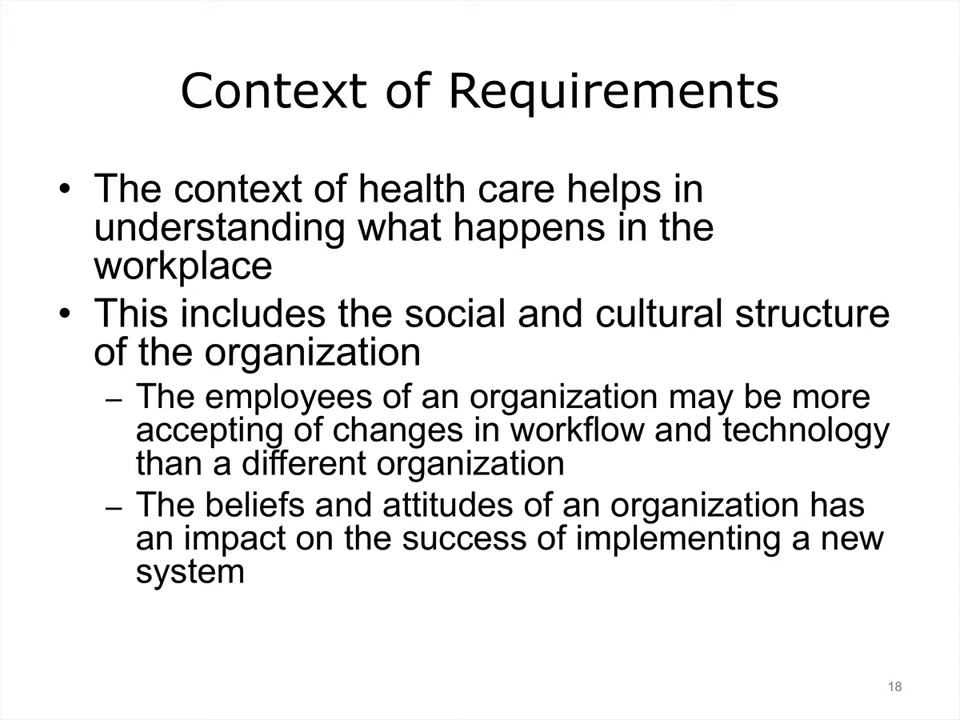 Context of Requirements
• The context of health care helps in
understanding what happens in the
workplace
• This includes the social and cultural structure
of the organization
– The employees of an organization may be more
accepting of changes in workflow and technology
than a different organization
– The beliefs and attitudes of an organization has
an impact on the success of implementing a new
system
18